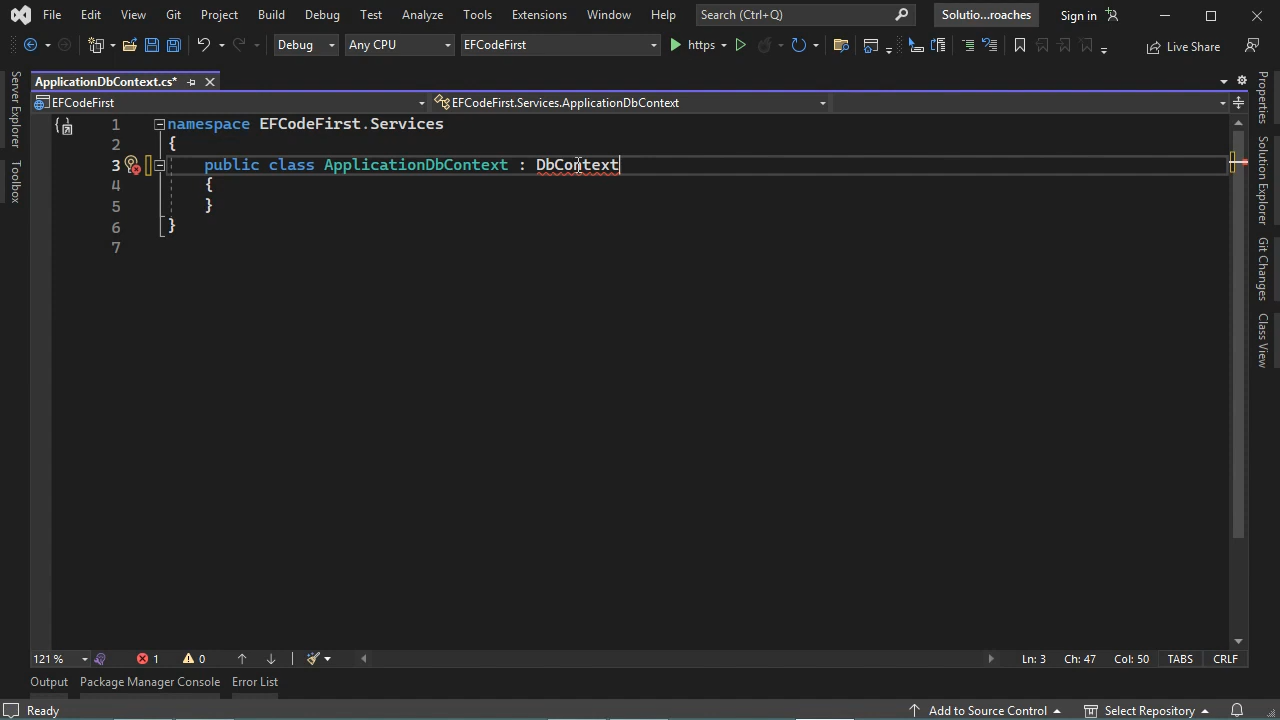 File Edit View Git Project Build Debug Test Analyze Tools Extensions Window Help Search (Ctrl+Q) Solutio...roaches Sign in
Debug Any CPU EFCodeFirst https Live Share
ApplicationDbContext.cs*
EFCodeFirst EFCodeFirst.Services.ApplicationDbContext
1 namespace EFCodeFirst.Services
2 {
3 public class ApplicationDbContext : DbContext
4 {
5 }
6 }
7
Server Explorer
Toolbox
Properties
Solution Explorer
Git Changes
Class View
121 % 1 0 Ln: 3 Ch: 47 Col: 50 TABS CRLF
Output Package Manager Console Error List
Ready Add to Source Control Select Repository